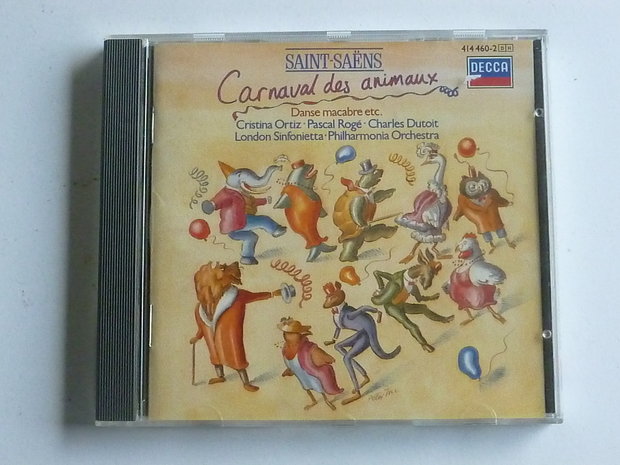 SAINT-SAËNS
414 460-2 DH
DECCA
Carnaval des animaux
Danse macabre etc.
Cristina Ortiz · Pascal Rogé · Charles Dutoit
London Sinfonietta · Philharmonia Orchestra